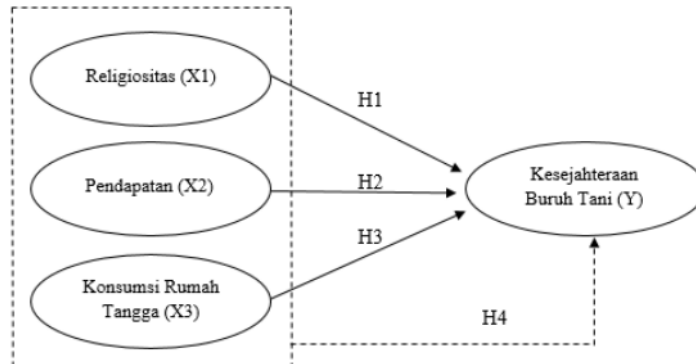 Religiositas (X1)
H1
Pendapatan (X2)
H2
Kesejahteraan
Buruh Tani (Y)
H3
Konsumsi Rumah
Tangga (X3)
H4